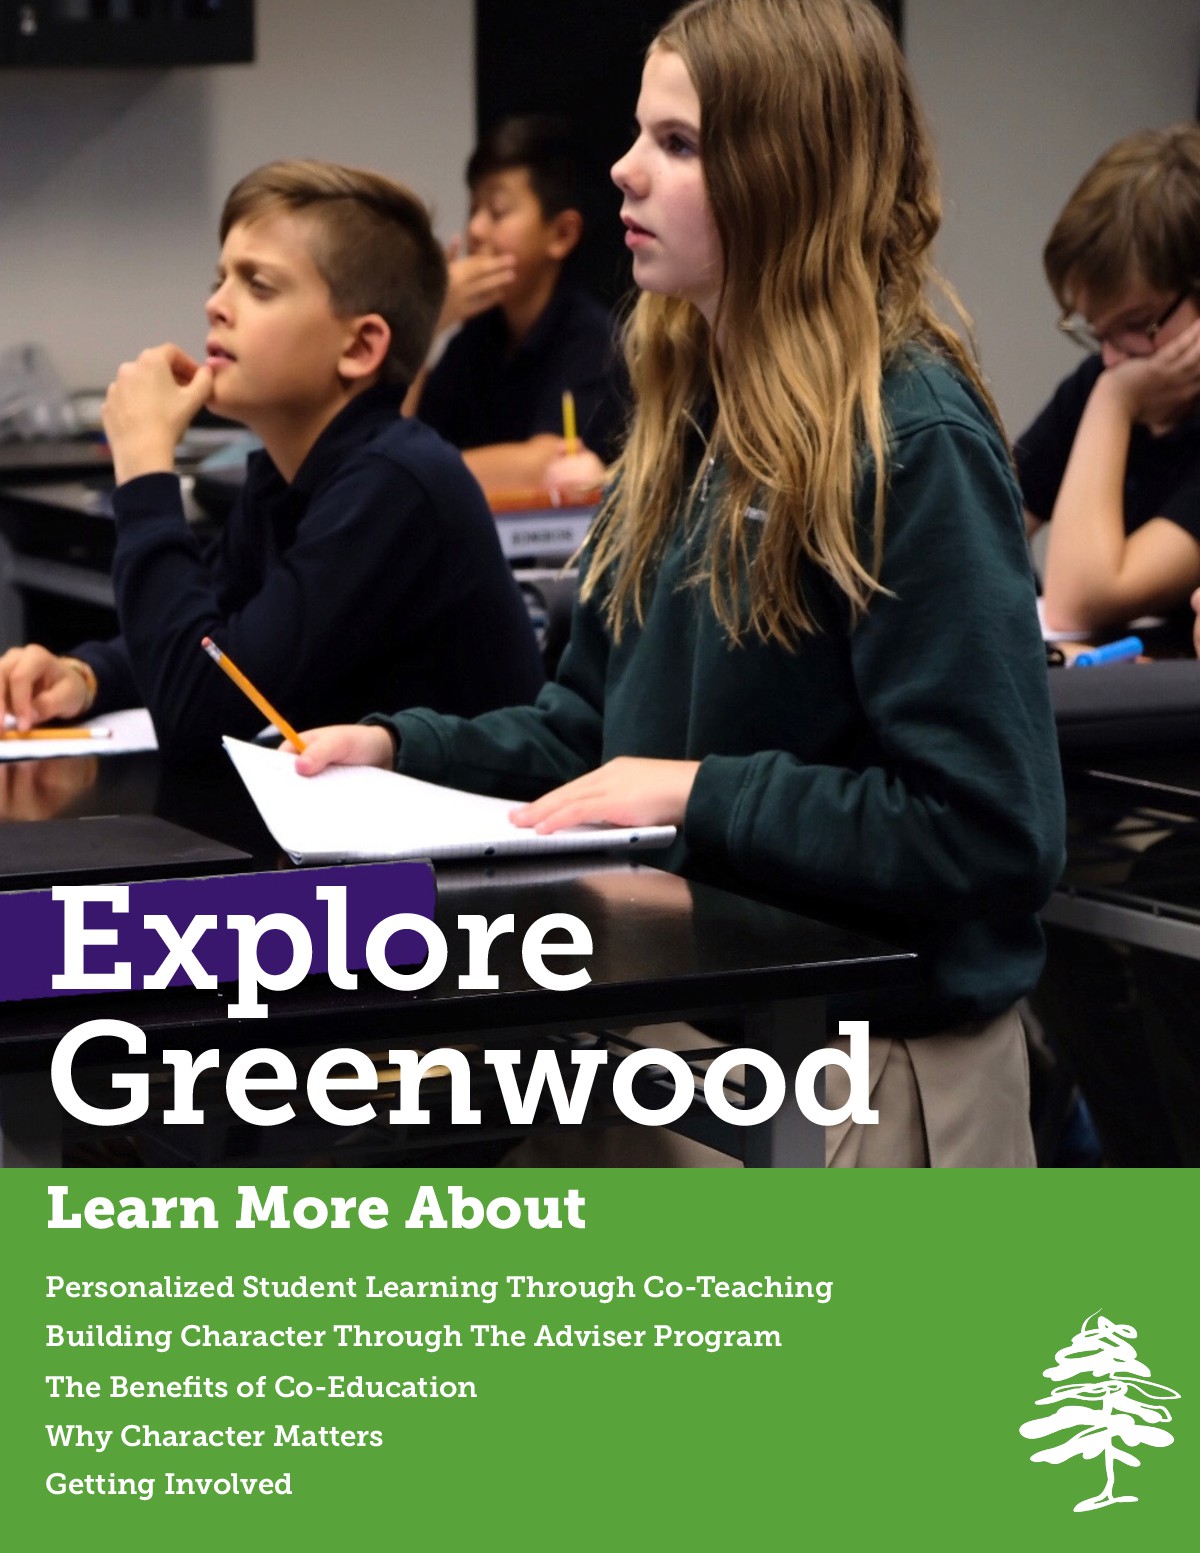 Explore
Greenwood
Learn More About
Personalized Student Learning Through Co-Teaching
Building Character Through The Adviser Program
The Benefits of Co-Education
Why Character Matters
Getting Involved